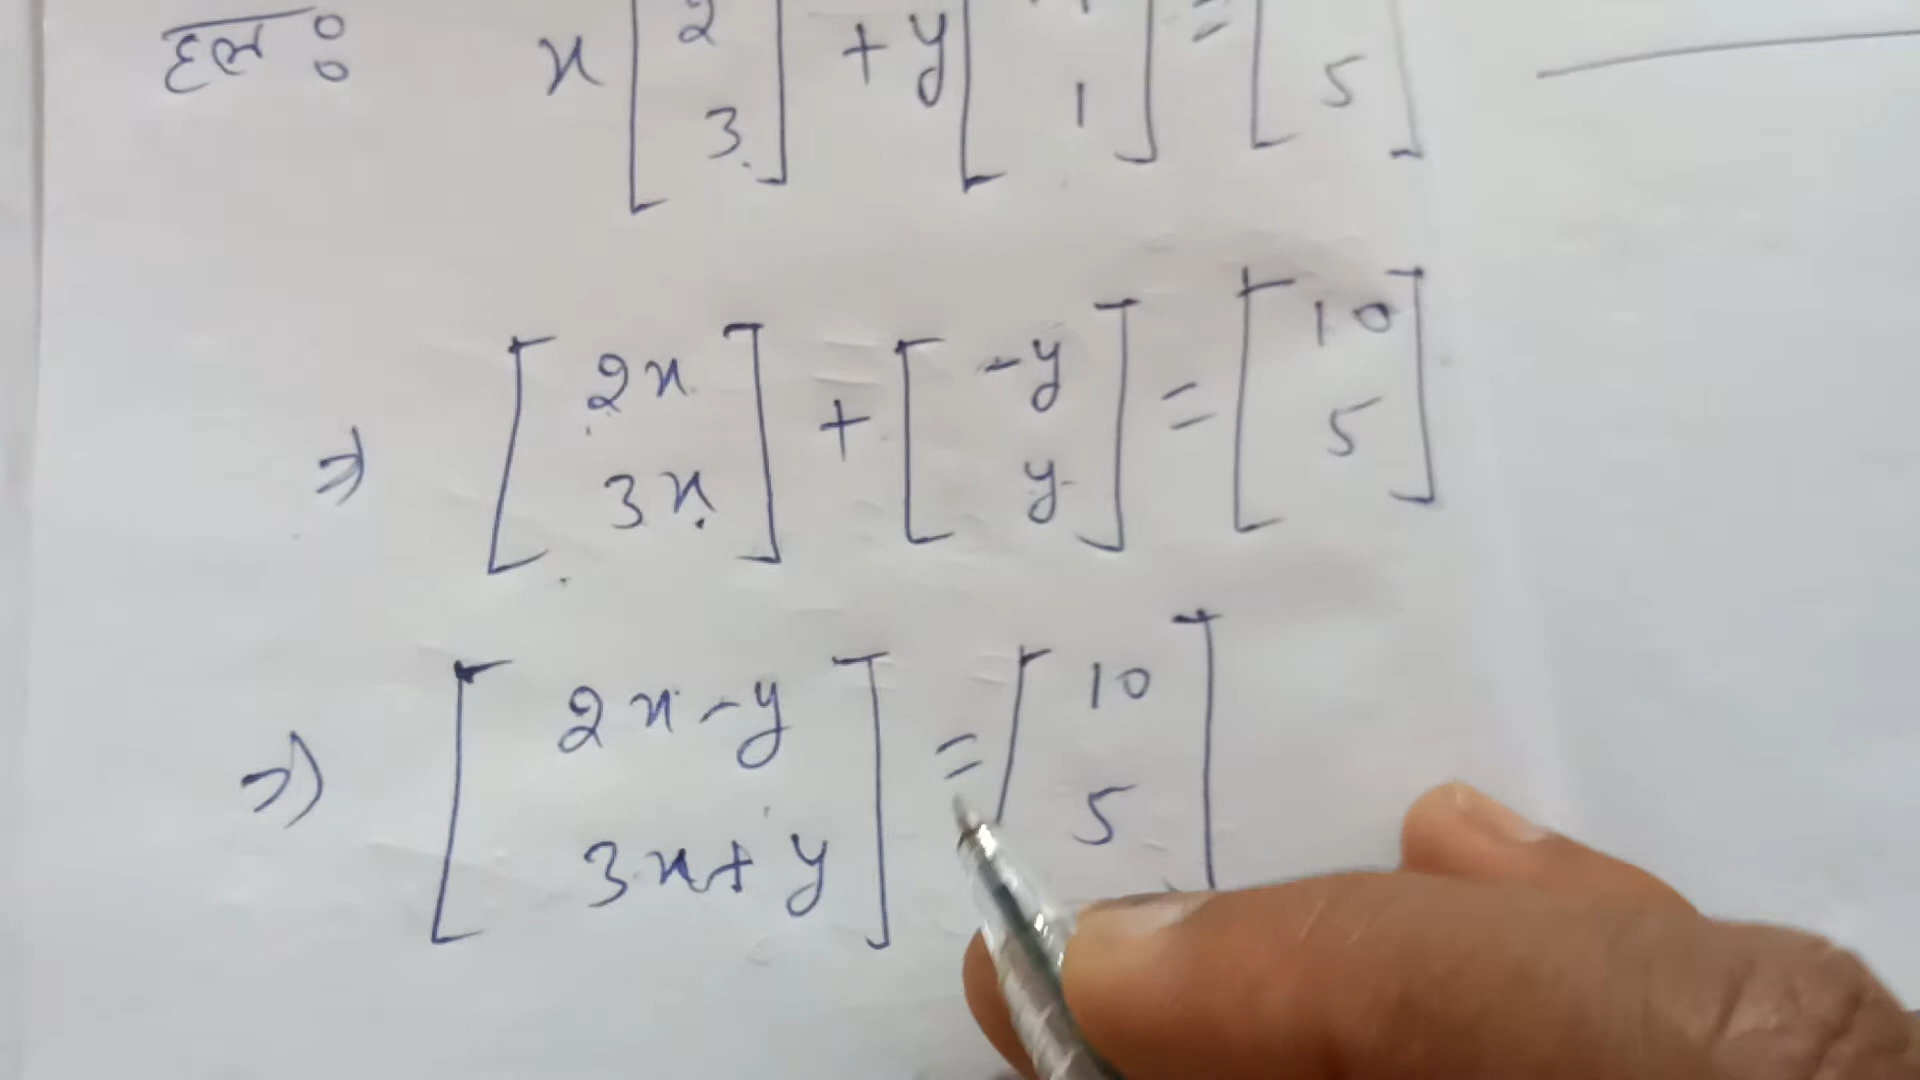 हल : x [ 2 3 ] + y [ 1 ] = [ 5 ]
⇒ [ 2x 3x ] + [ -y y ] = [ 10 5 ]
⇒ [ 2x-y 3x+y ] = [ 10 5 ]